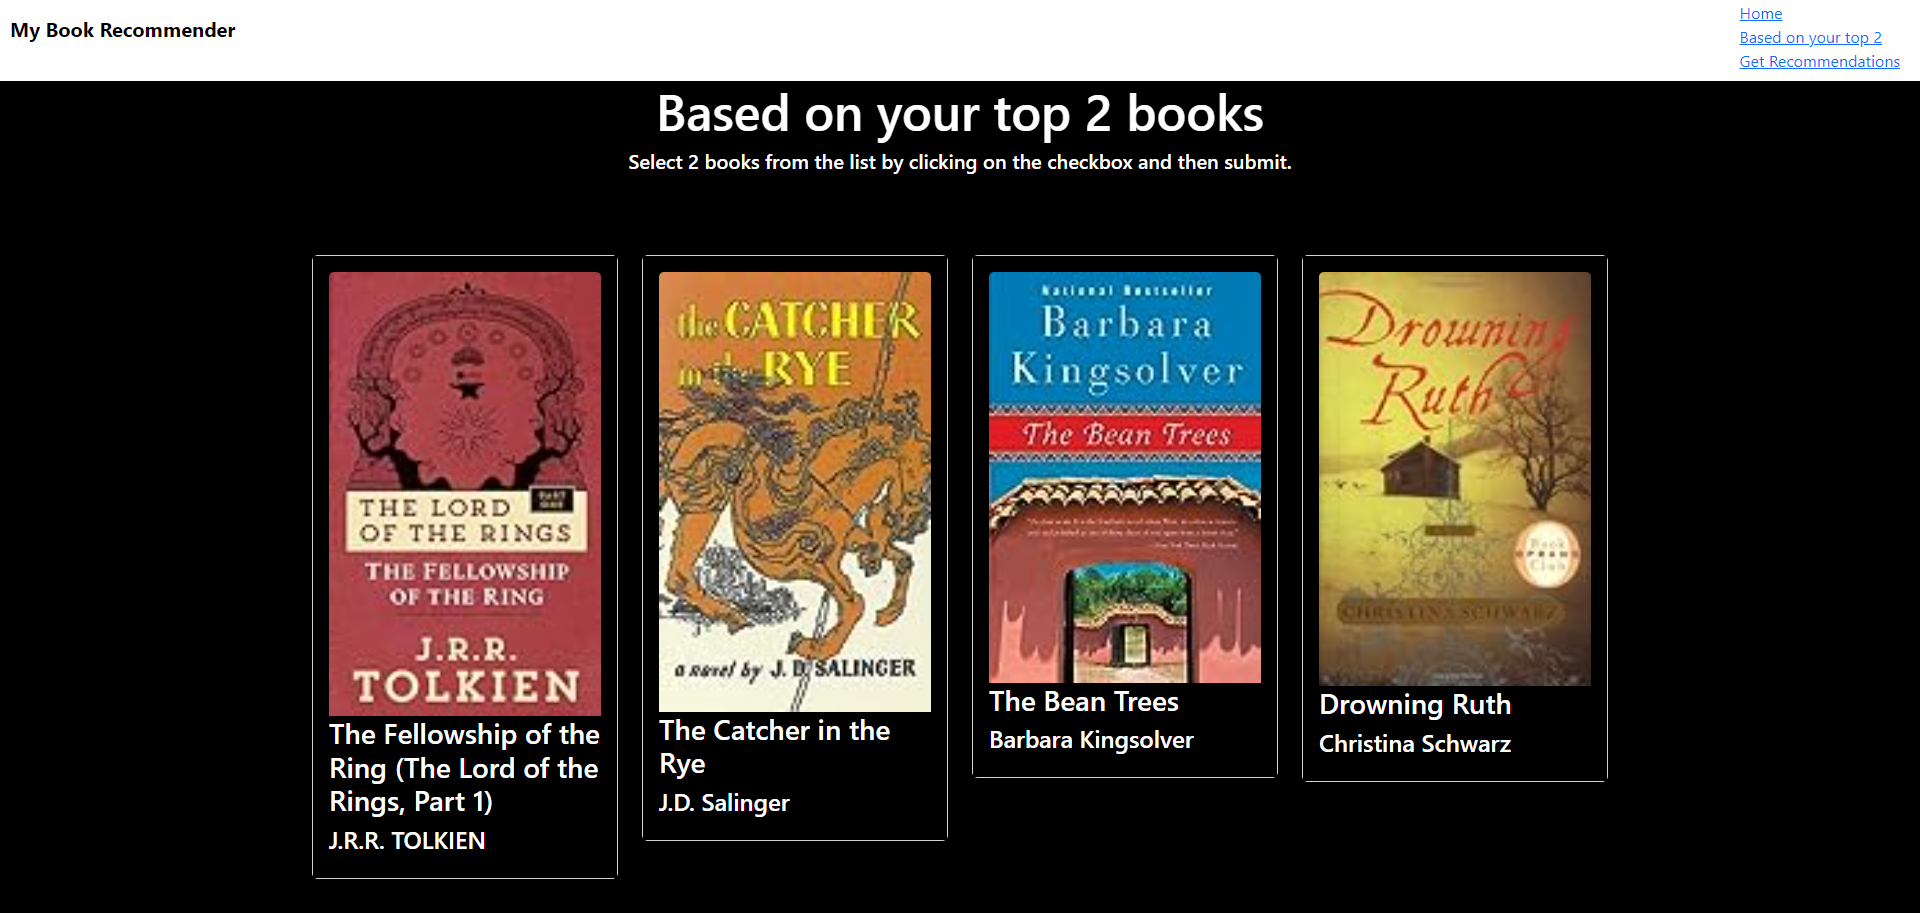 My Book Recommender
Home
Based on your top 2
Get Recommendations
Based on your top 2 books
Select 2 books from the list by clicking on the checkbox and then submit.
THE LORD
OF THE RINGS
THE FELLOWSHIP
OF THE RING
J.R.R.
TOLKIEN
The Fellowship of the
Ring (The Lord of the
Rings, Part 1)
J.R.R. TOLKIEN
the CATCHER
in the RYE
a novel by J. D. SALINGER
The Catcher in the
Rye
J.D. Salinger
National Bestseller
Barbara
Kingsolver
The Bean Trees
The Bean Trees
Barbara Kingsolver
Drowning
Ruth
Book
OPRAH'S
Club
CHRISTINA SCHWARZ
Drowning Ruth
Christina Schwarz